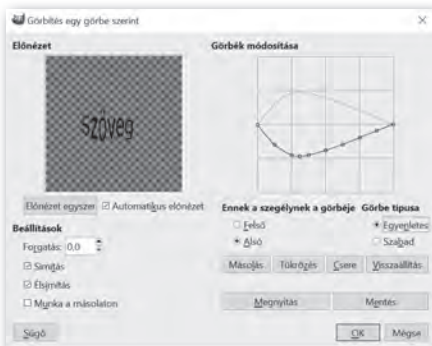 Görbítés egy görbe szerint
Előnézet
Szöveg
Előnézet egyszer
Automatikus előnézet
Beállítások
Forgatás: 0,0
Simítás
Élsimítás
Munka a másolaton
Súgó
Görbék módosítása
Ennek a szegélynek a görbéje
Felső
Alsó
Görbe típusa
Egyenletes
Szabad
Másolás
Tükrözés
Csere
Visszaállítás
Megnyitás
Mentés
OK
Mégse